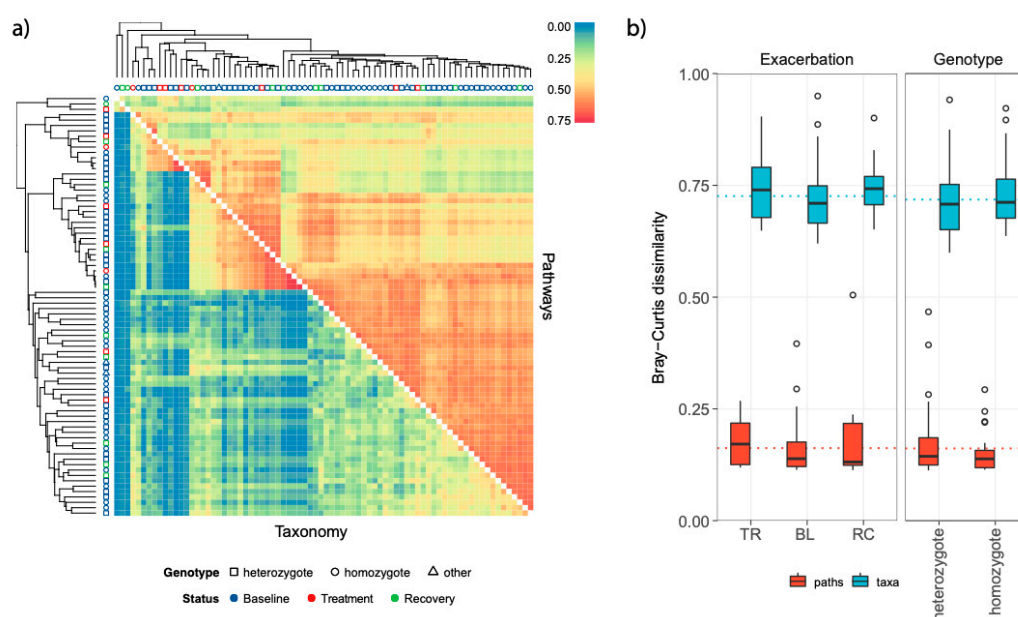 a)
0.00
0.25
0.50
0.75
Pathways
Taxonomy
Genotype heterozygote homozygote other
Status Baseline Treatment Recovery
b)
Exacerbation Genotype
Bray-Curtis dissimilarity
1.00
0.75
0.50
0.25
0.00
TR BL RC
heterozygote
homozygote
paths taxa